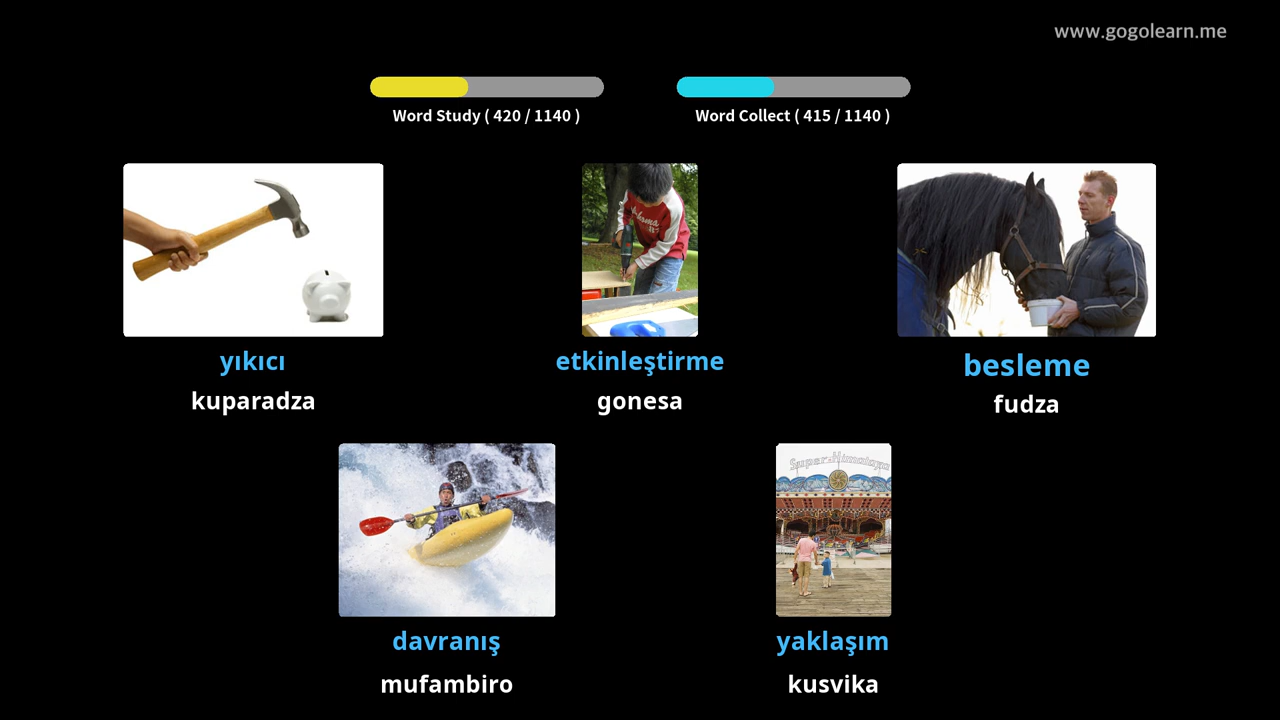 www.gogolearn.me
Word Study ( 420 / 1140 )
Word Collect ( 415 / 1140 )
yıkıcı
kuparadza
etkinleştirme
gonesa
besleme
fudza
davranış
mufambiro
yaklaşım
kusvika